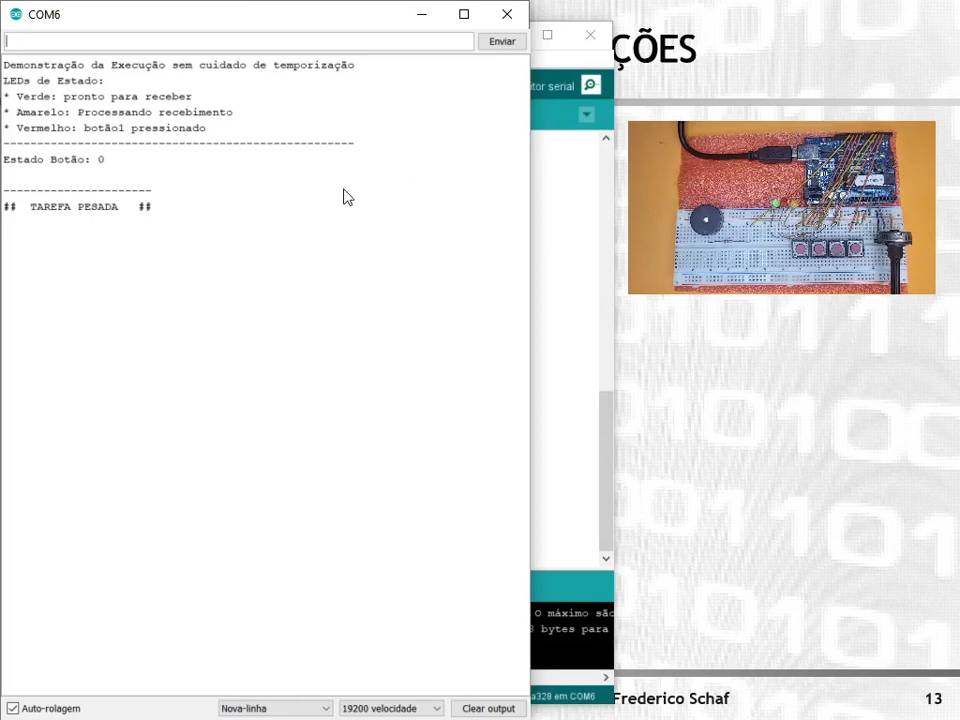 COM6
Enviar
ÇÕES
itor serial
Demonstração da Execução sem cuidado de temporização
LEDs de Estado:
* Verde: pronto para receber
* Amarelo: Processando recebimento
* Vermelho: botão1 pressionado
--------------------------------------------------
Estado Botão: 0
----------------------
## TAREFA PESADA ##
O máximo são
bytes para
a328 em COM6
Frederico Schaf
13
Auto-rolagem
Nova-linha
19200 velocidade
Clear output